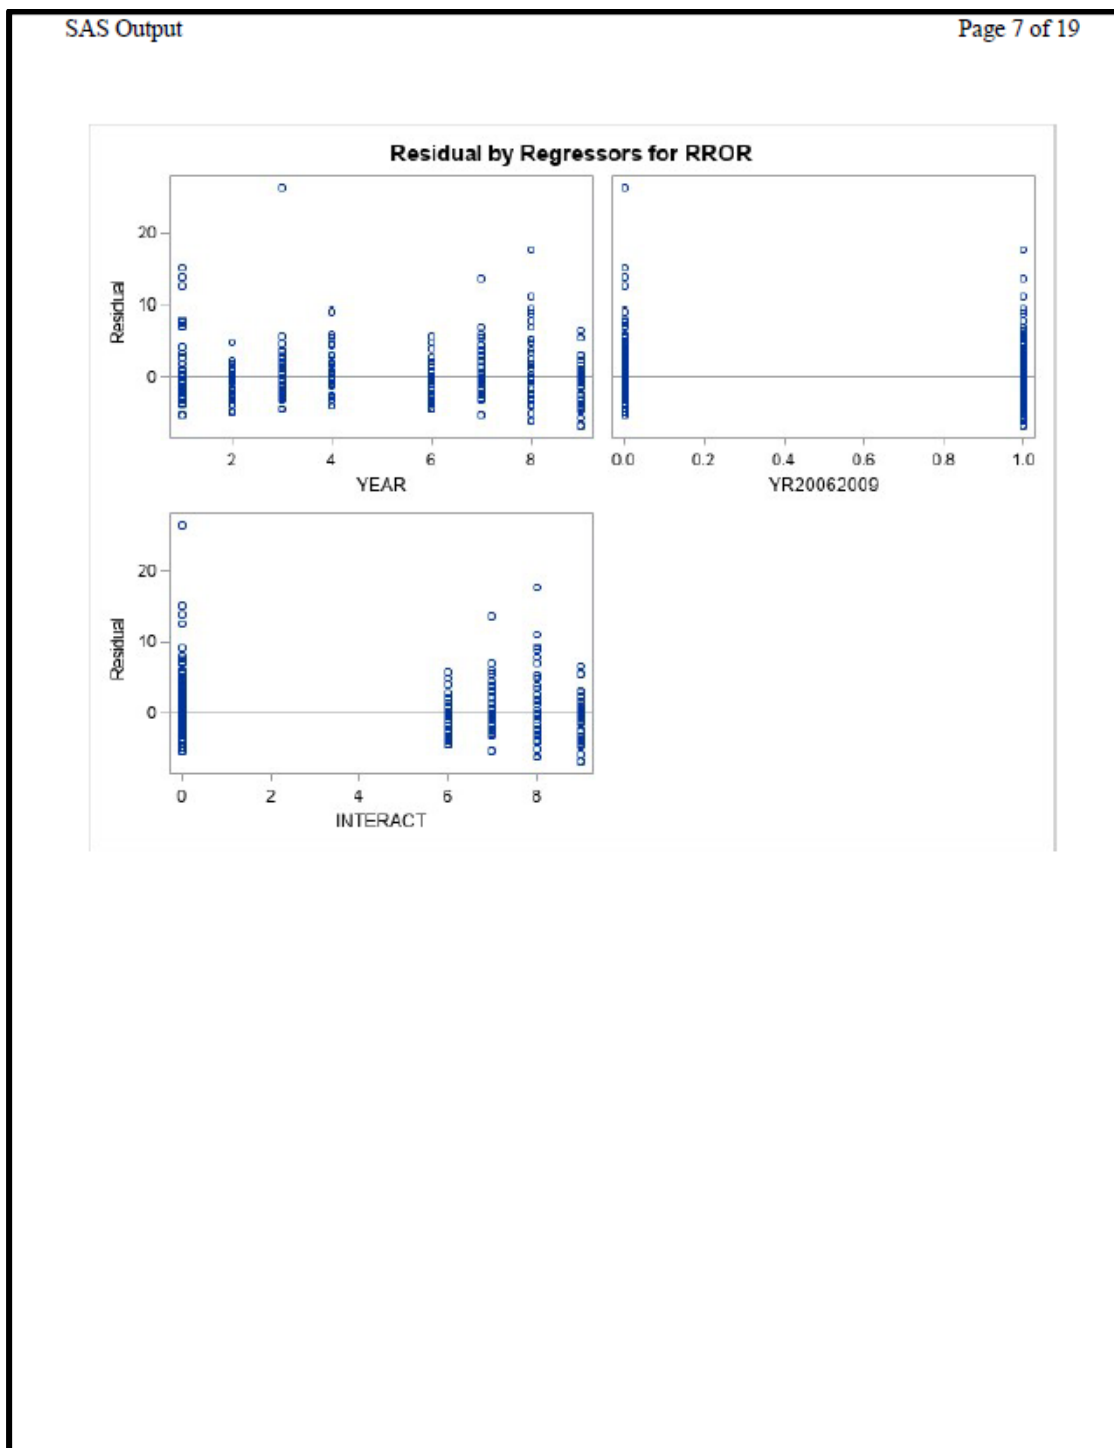 SAS Output Page 7 of 19
Residual by Regressors for RROR
Residual
20
10
0
2 4 6 8
YEAR
0.0 0.2 0.4 0.6 0.8 1.0
YR20062009
Residual
20
10
0
0 2 4 6 8
INTERACT